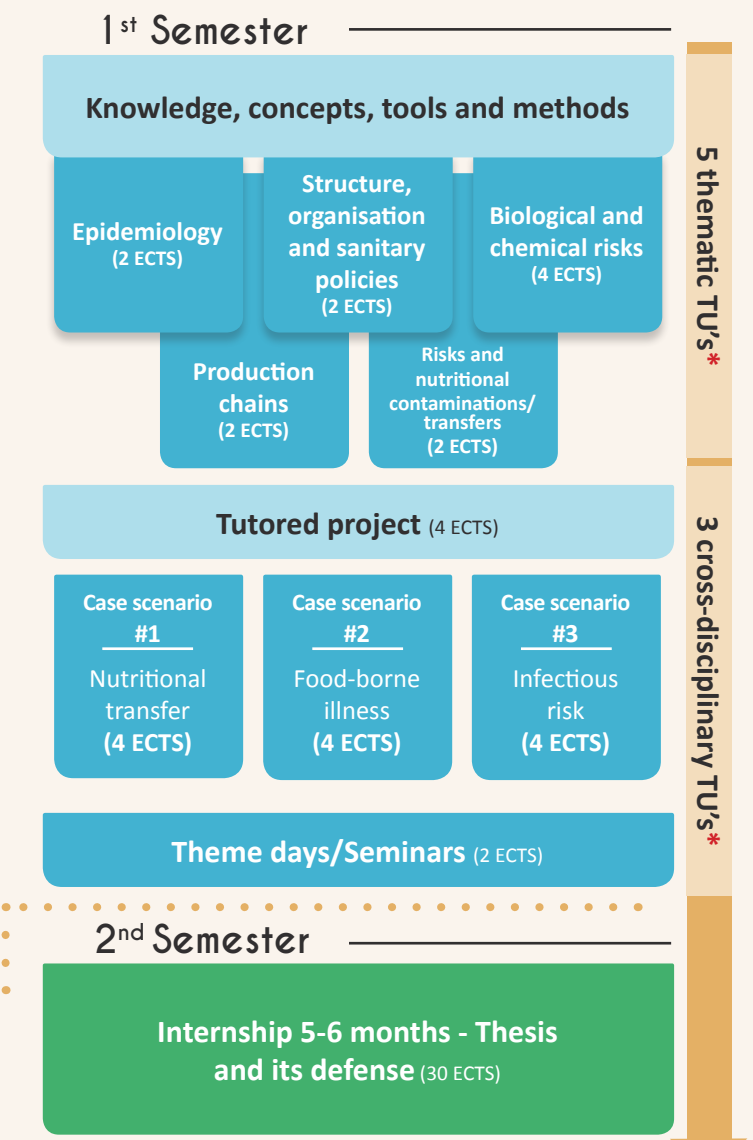 1st Semester
Knowledge, concepts, tools and methods
Epidemiology
(2 ECTS)
Structure,
organisation
and sanitary
policies
(2 ECTS)
Biological and
chemical risks
(4 ECTS)
Production
chains
(2 ECTS)
Risks and
nutritional
contaminations/
transfers
(2 ECTS)
5 thematic TU's*
Tutored project (4 ECTS)
Case scenario
#1
Nutritional
transfer
(4 ECTS)
Case scenario
#2
Food-borne
illness
(4 ECTS)
Case scenario
#3
Infectious
risk
(4 ECTS)
Theme days/Seminars (2 ECTS)
3 cross-disciplinary TU's*
2nd Semester
Internship 5-6 months - Thesis
and its defense (30 ECTS)